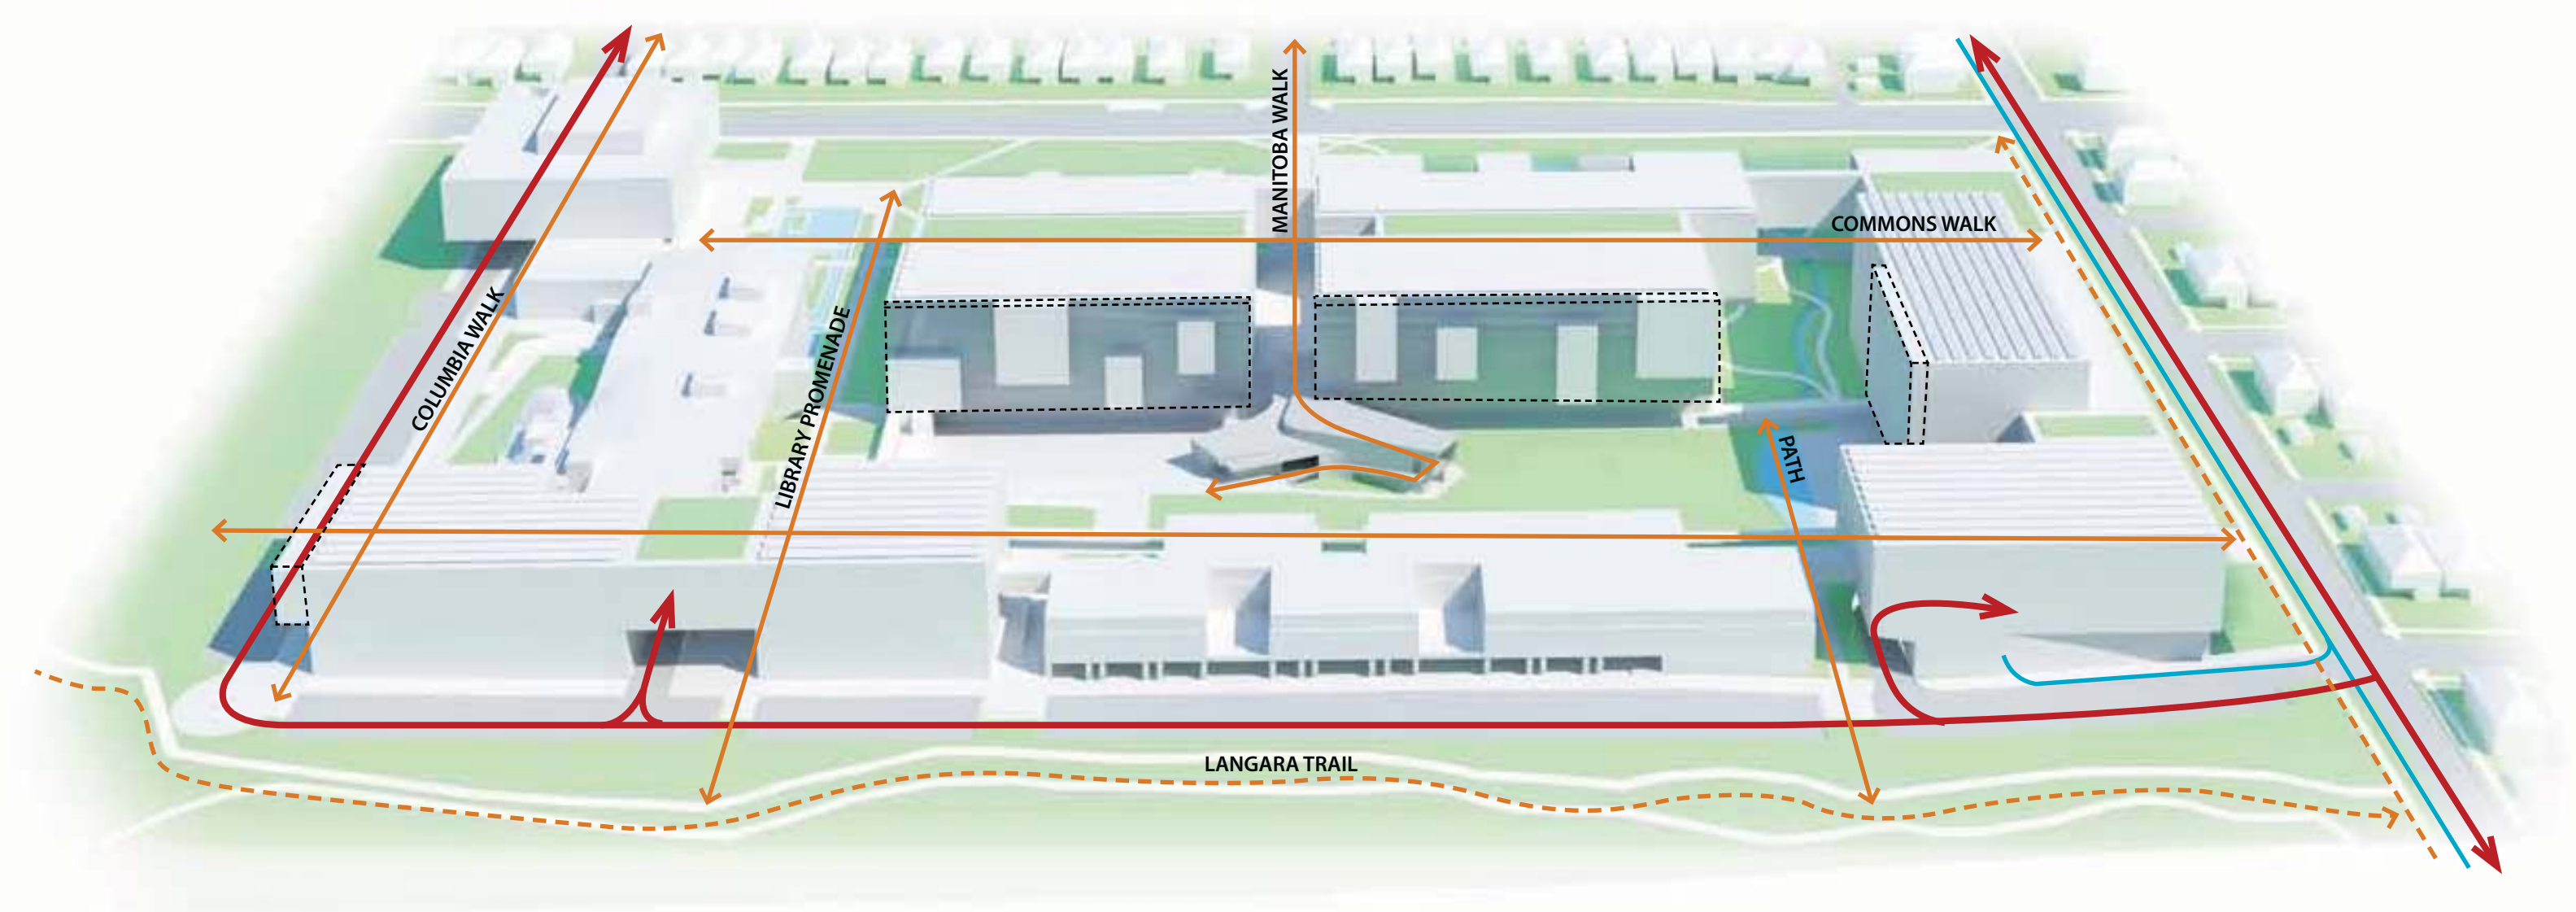 MANITOBA WALK
COMMONS WALK
COLUMBIA WALK
LIBRARY PROMENADE
PATH
LANGARA TRAIL